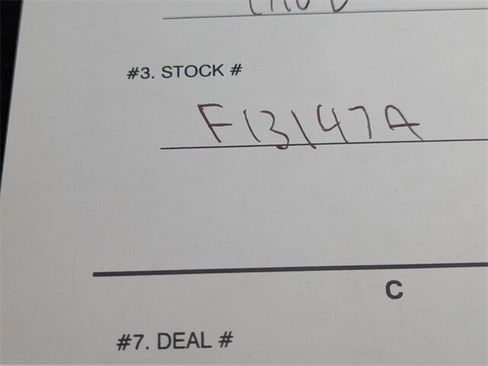 #3. STOCK #
F13147A
C
#7. DEAL #